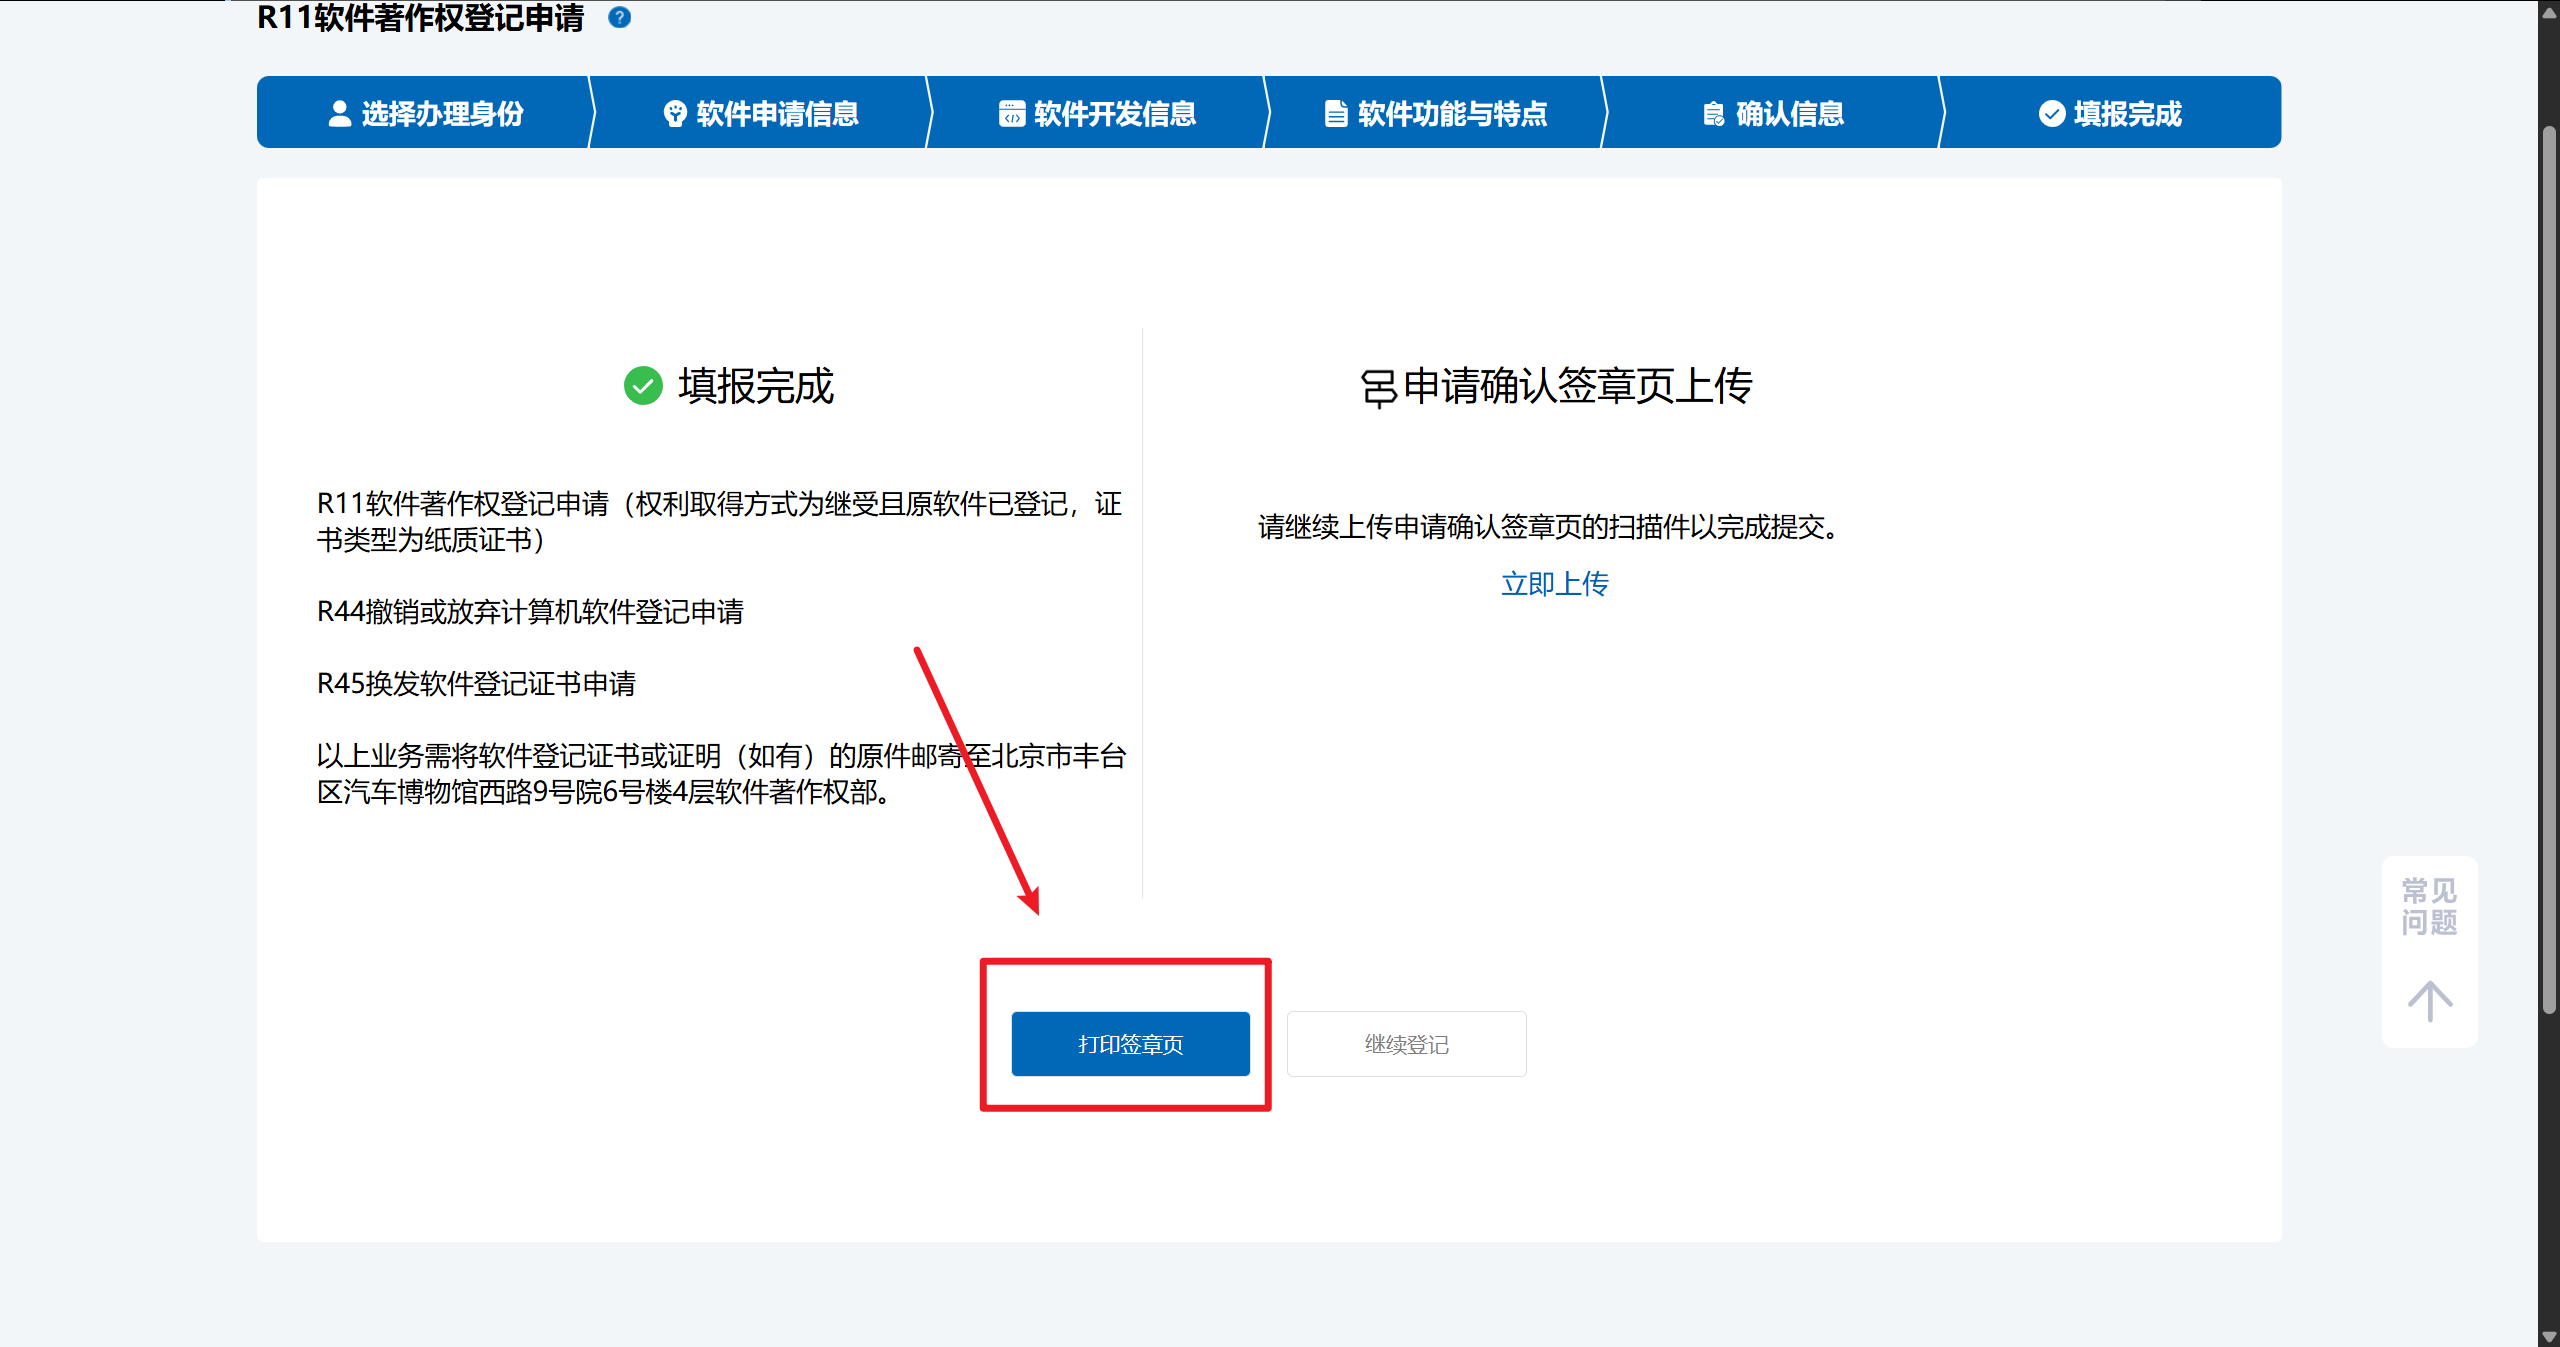 R11软件著作权登记申请 ?
选择办理身份
软件申请信息
软件开发信息
软件功能与特点
确认信息
填报完成
填报完成
R11软件著作权登记申请（权利取得方式为继受且原软件已登记，证
书类型为纸质证书）
R44撤销或放弃计算机软件登记申请
R45换发软件登记证书申请
以上业务需将软件登记证书或证明（如有）的原件邮寄至北京市丰台
区汽车博物馆西路9号院6号楼4层软件著作权部。
申请确认签章页上传
请继续上传申请确认签章页的扫描件以完成提交。
立即上传
打印签章页
继续登记
常见
问题